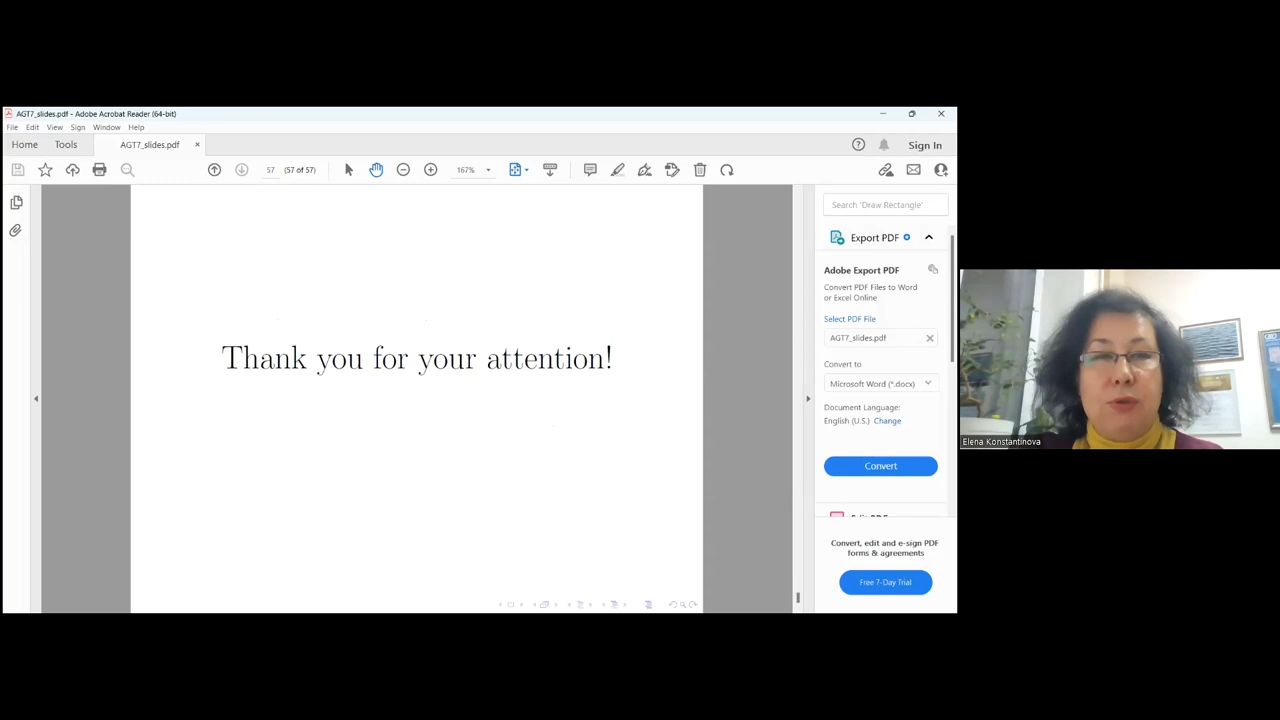 AGT7_slides.pdf - Adobe Acrobat Reader (64-bit)
File Edit View Sign Window Help
Home Tools AGT7_slides.pdf × Sign In
57 (57 of 57) 167%
Search 'Draw Rectangle'
Export PDF
Adobe Export PDF
Convert PDF Files to Word
or Excel Online
Select PDF File
AGT7_slides.pdf
Convert to
Microsoft Word (*.docx)
Document Language:
English (U.S.) Change
Convert
Convert, edit and e-sign PDF
forms & agreements
Free 7-Day Trial
Thank you for your attention!
Elena Konstantinova